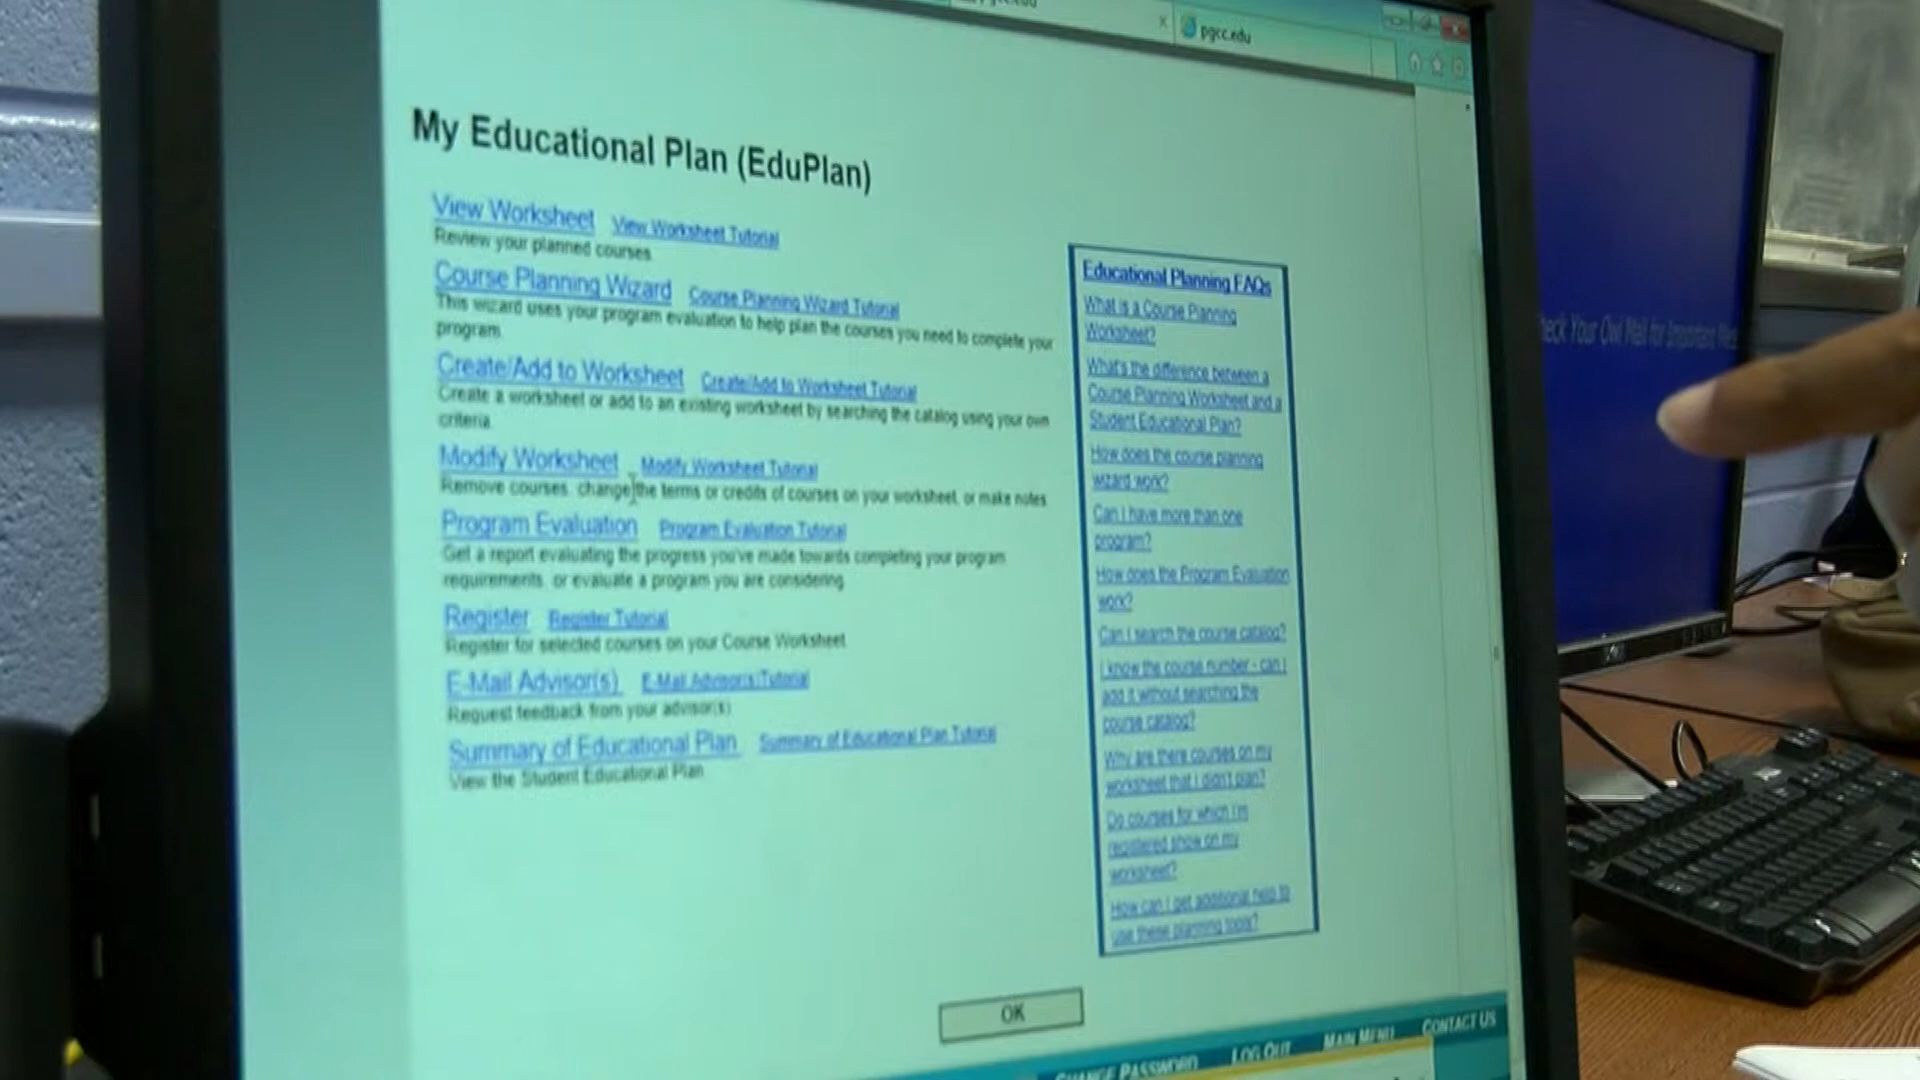 pgcc.edu
My Educational Plan (EduPlan)
View Worksheet View Worksheet Tutorial
Review your planned courses
Course Planning Wizard Course Planning Wizard Tutorial
This wizard uses your program evaluation to help plan the courses you need to complete your
program.
Create/Add to Worksheet Create/Add to Worksheet Tutorial
Create a worksheet or add to an existing worksheet by searching the catalog using your own
criteria.
Modify Worksheet Modify Worksheet Tutorial
Remove courses, change the terms or credits of courses on your worksheet, or make notes
Program Evaluation Program Evaluation Tutorial
Get a report evaluating the progress you've made towards completing your program
requirements, or evaluate a program you are considering
Register Register Tutorial
Register for selected courses on your Course Worksheet
E-Mail Advisor(s) E-Mail Advisor(s) Tutorial
Request feedback from your advisor(s)
Summary of Educational Plan Summary of Educational Plan Tutorial
View the Student Educational Plan
Educational Planning FAQs
What is a Course Planning
Worksheet?
What's the difference between a
Course Planning Worksheet and a
Student Educational Plan?
How does the course planning
wizard work?
Can I have more than one
program?
How does the Program Evaluation
work?
Can I search the course catalog?
I know the course number - can I
add it without searching the
course catalog?
Why are there courses on my
worksheet that I didn't plan?
Do courses for which I'm
registered show on my
worksheet?
How can I get additional help to
use these planning tools?
OK
CHANGE PASSWORD LOG OUT MAIN MENU CONTACT US
Your Owl Mail for Important
hp